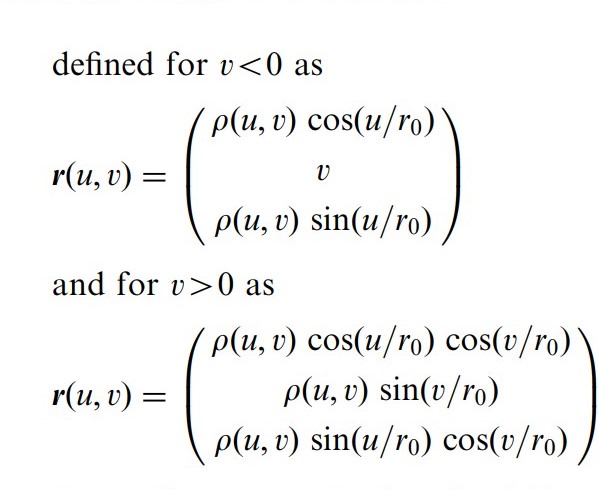 defined for v<0 as
ρ(u, v) cos(u/r₀)
r(u, v) = v
ρ(u, v) sin(u/r₀)
and for v>0 as
ρ(u, v) cos(u/r₀) cos(v/r₀)
r(u, v) = ρ(u, v) sin(v/r₀)
ρ(u, v) sin(u/r₀) cos(v/r₀)